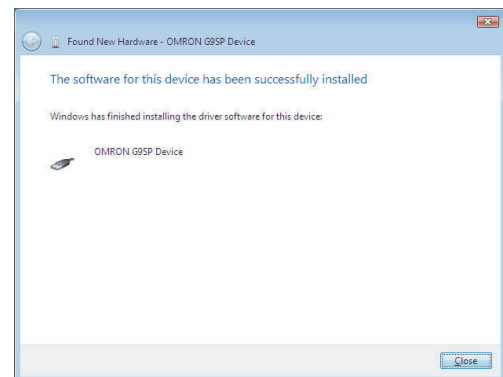 Found New Hardware - OMRON G9SP Device
The software for this device has been successfully installed
Windows has finished installing the driver software for this device:
OMRON G9SP Device
Close